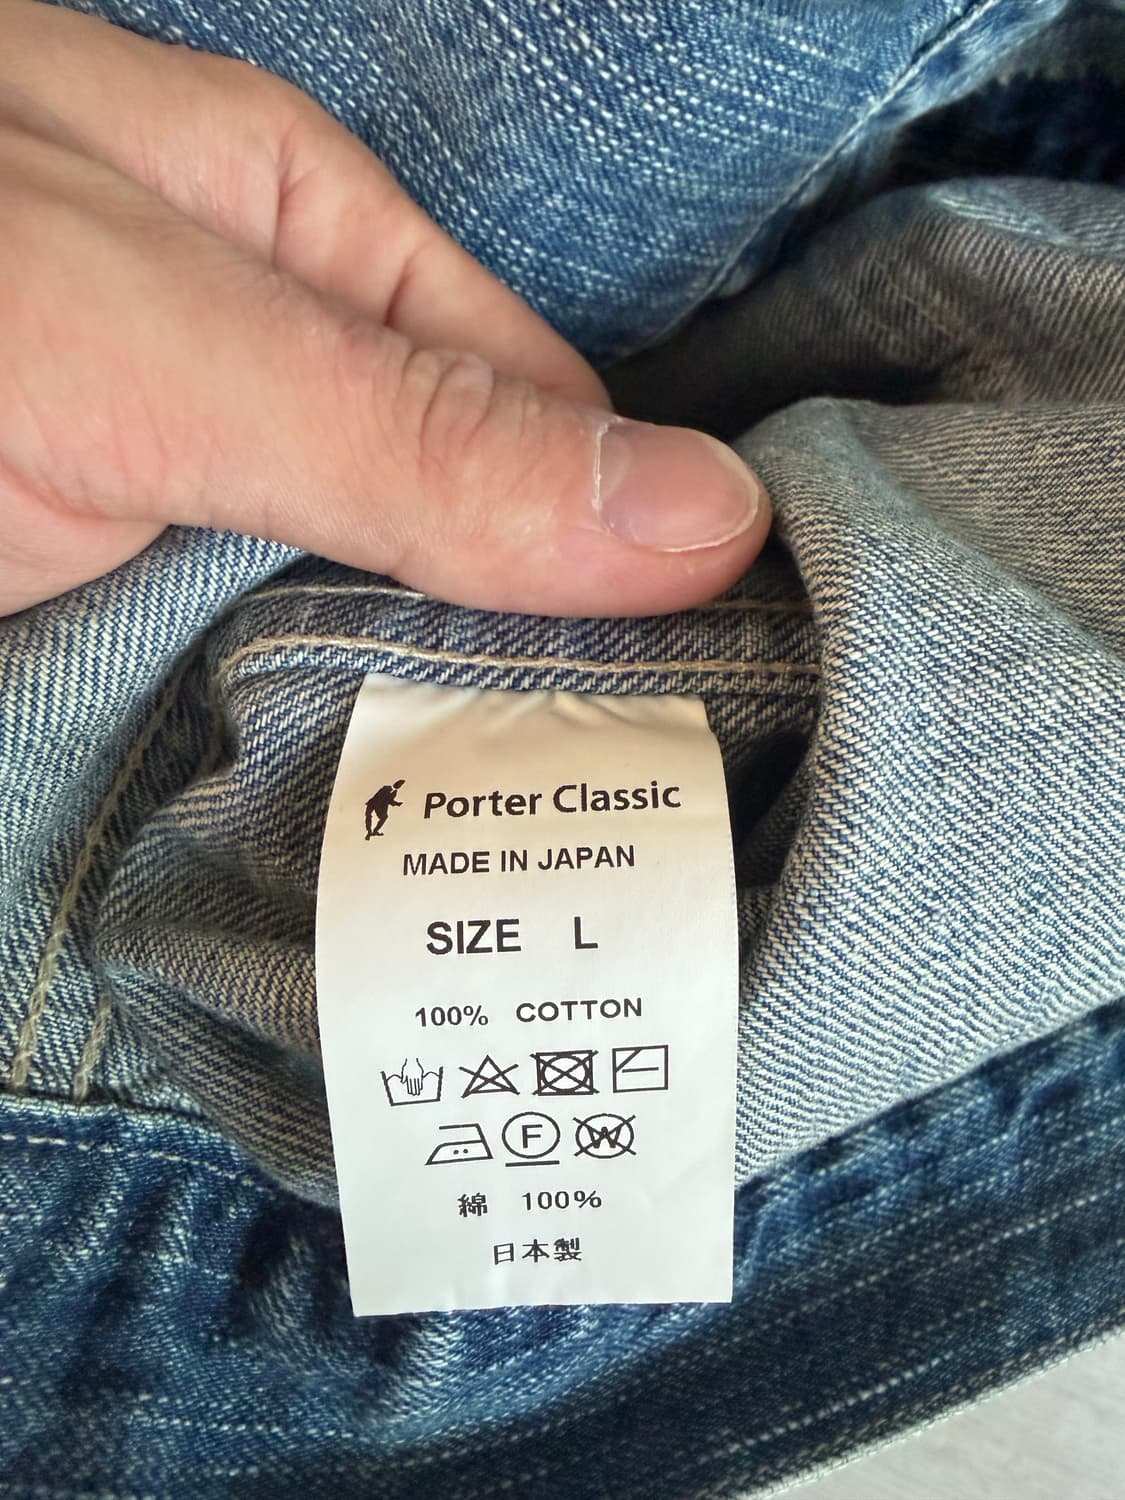 Porter Classic
MADE IN JAPAN
SIZE L
100% COTTON
F W
綿 100%
日本製